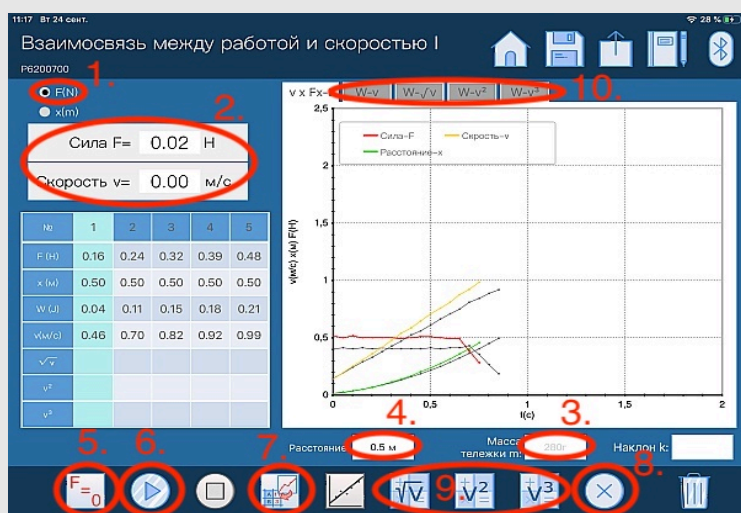 11:17 Вт 24 сент.
28 %
Взаимосвязь между работой и скоростью I
P6200700
1.
F(N)
x(m)
2.
Сила F= 0.02 Н
Скорость v= 0.00 м/с
№ 1 2 3 4 5
F (Н) 0.16 0.24 0.32 0.39 0.48
x (м) 0.50 0.50 0.50 0.50 0.50
W (J) 0.04 0.11 0.15 0.18 0.21
v(м/с) 0.46 0.70 0.82 0.92 0.99
√v
v²
v³
v x Fx- W-v W-√v W-v² W-v³
10.
Сила-F
Скрость-v
Расстояние-x
v(м/с) x(м) F(Н)
2,5
2
1,5
1
0,5
0
0 0,5 1 1,5 2
t(c)
4.
3.
Расстояние 0.5 м
Масса тележки m: 280г
Наклон k:
5.
6.
7.
8.
9.
F=0
√V V² V³